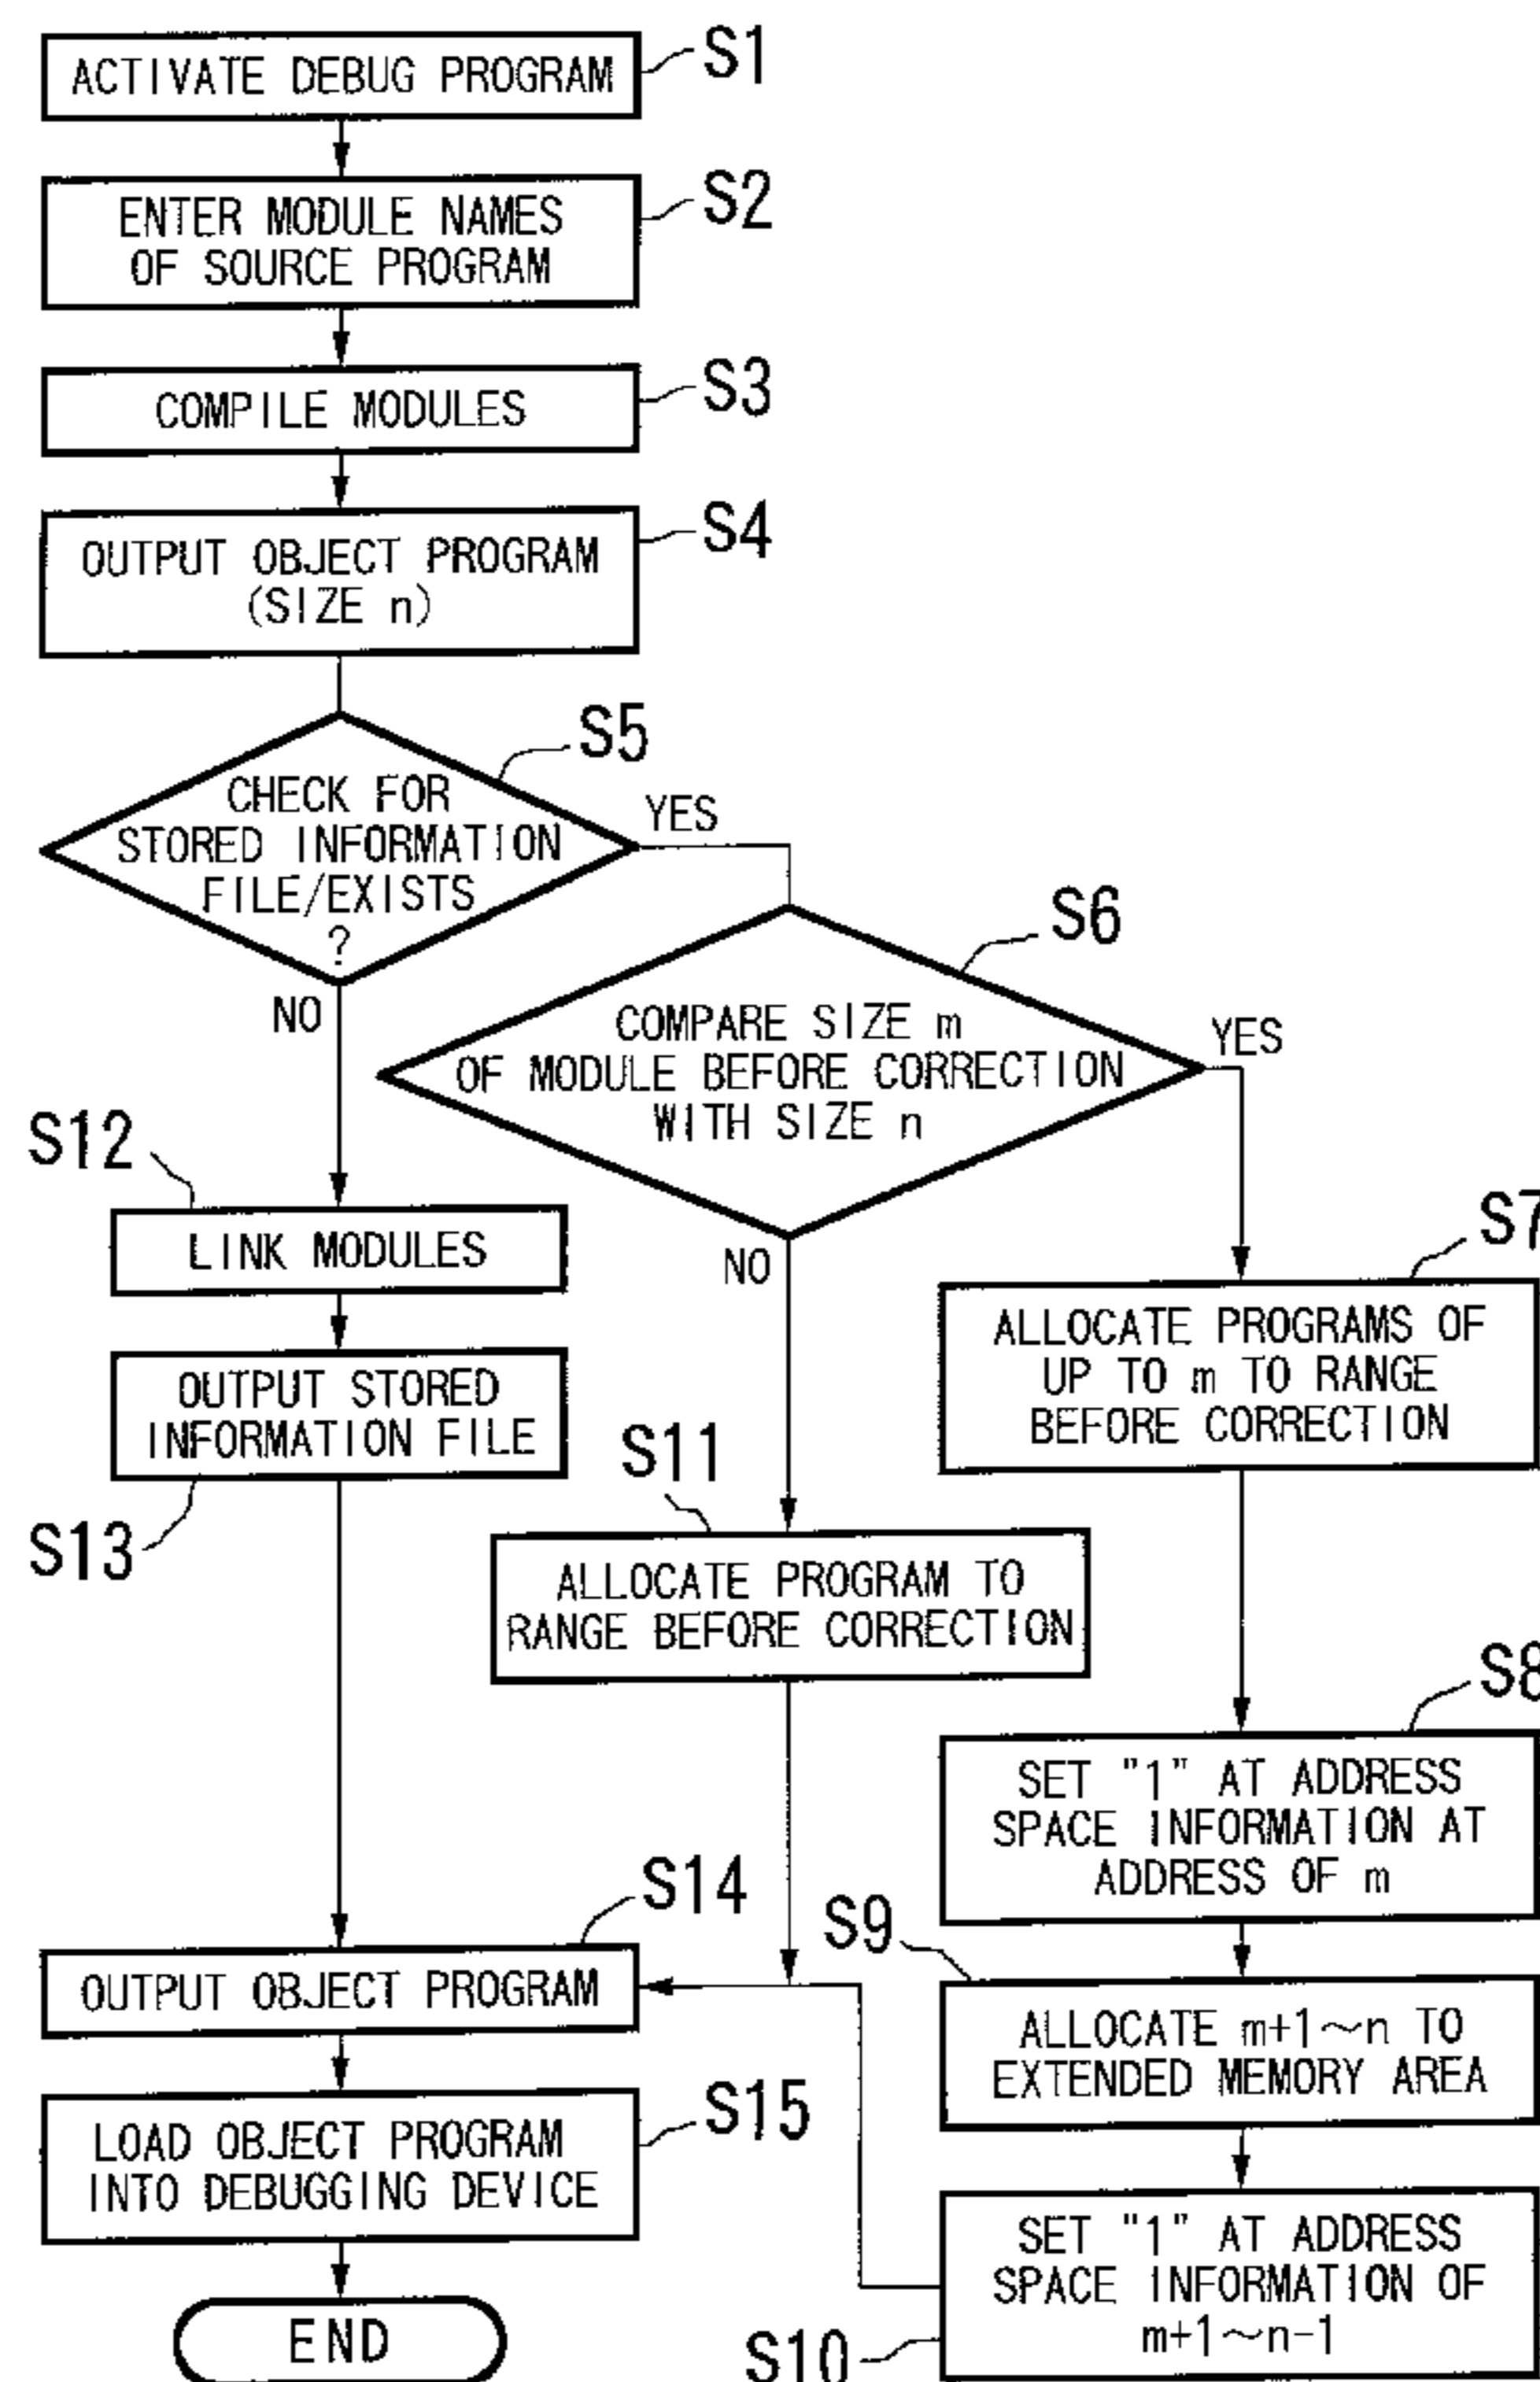 ACTIVATE DEBUG PROGRAM
S1
ENTER MODULE NAMES
OF SOURCE PROGRAM
S2
COMPILE MODULES
S3
OUTPUT OBJECT PROGRAM
(SIZE n)
S4
CHECK FOR
STORED INFORMATION
FILE/EXISTS
?
S5
YES
NO
COMPARE SIZE m
OF MODULE BEFORE CORRECTION
WITH SIZE n
S6
YES
NO
ALLOCATE PROGRAMS OF
UP TO m TO RANGE
BEFORE CORRECTION
S7
SET "1" AT ADDRESS
SPACE INFORMATION AT
ADDRESS OF m
S8
S9
ALLOCATE m+1~n TO
EXTENDED MEMORY AREA
SET "1" AT ADDRESS
SPACE INFORMATION OF
m+1~n-1
S10
S11
ALLOCATE PROGRAM TO
RANGE BEFORE CORRECTION
S12
LINK MODULES
OUTPUT STORED
INFORMATION FILE
S13
S14
OUTPUT OBJECT PROGRAM
LOAD OBJECT PROGRAM
INTO DEBUGGING DEVICE
S15
END